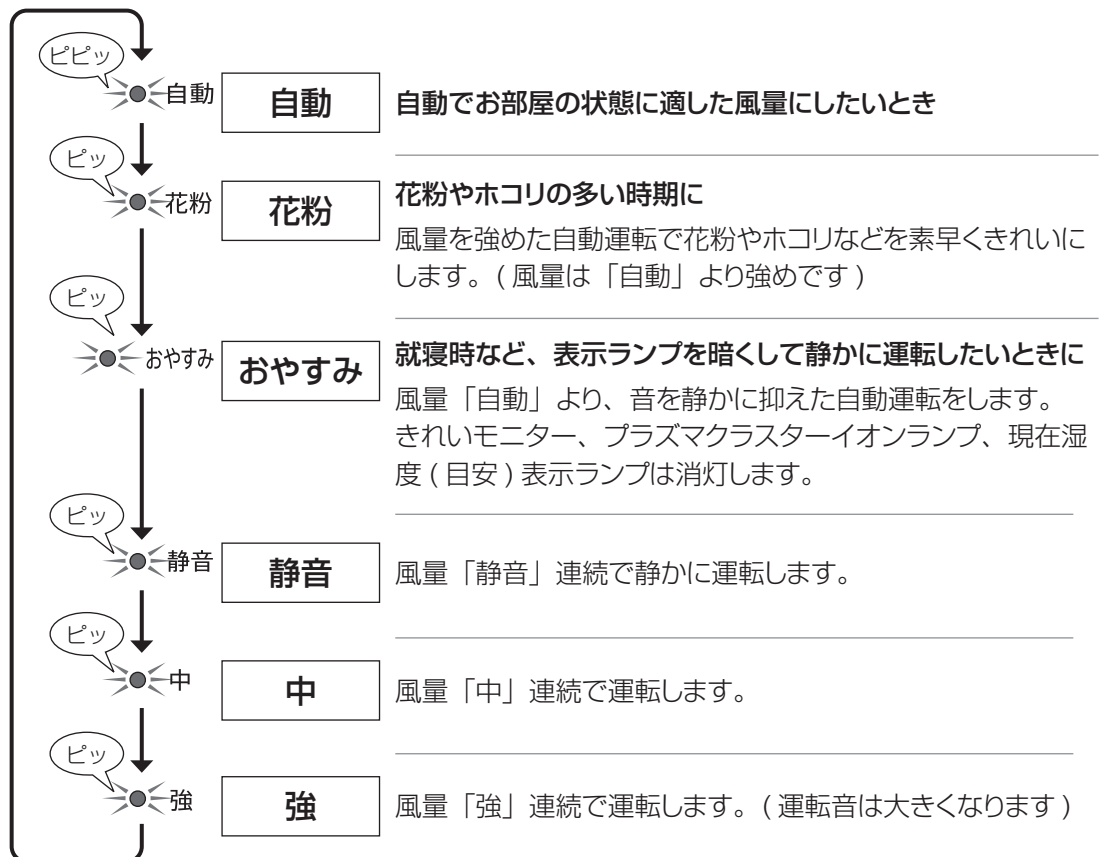 ピピッ
自動
自動
自動でお部屋の状態に適した風量にしたいとき
ピッ
花粉
花粉
花粉やホコリの多い時期に
風量を強めた自動運転で花粉やホコリなどを素早くきれいに
します。( 風量は「自動」より強めです )
ピッ
おやすみ
おやすみ
就寝時など、表示ランプを暗くして静かに運転したいときに
風量「自動」より、音を静かに抑えた自動運転をします。
きれいモニター、プラズマクラスターイオンランプ、現在湿
度 ( 目安 ) 表示ランプは消灯します。
ピッ
静音
静音
風量「静音」連続で静かに運転します。
ピッ
中
中
風量「中」連続で運転します。
ピッ
強
強
風量「強」連続で運転します。( 運転音は大きくなります )